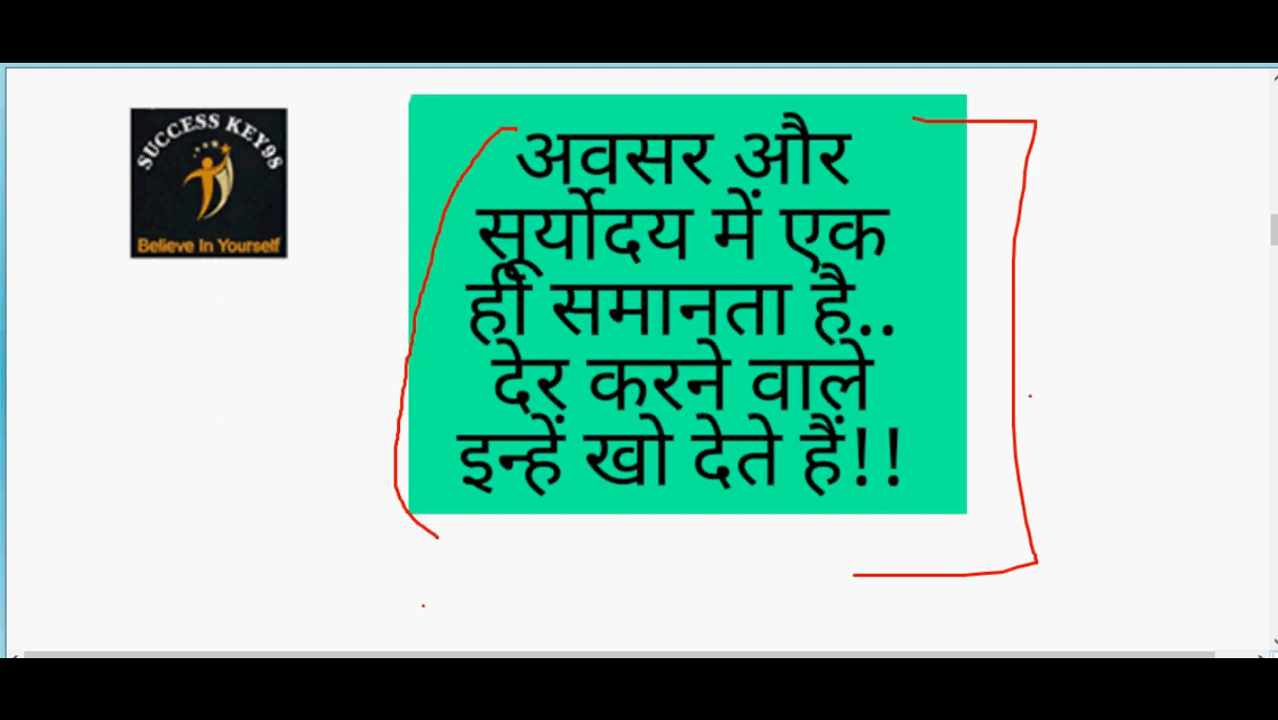 SUCCESS KEY98
Believe In Yourself
अवसर और
सूर्योदय में एक
ही समानता है..
देर करने वाले
इन्हें खो देते हैं!!